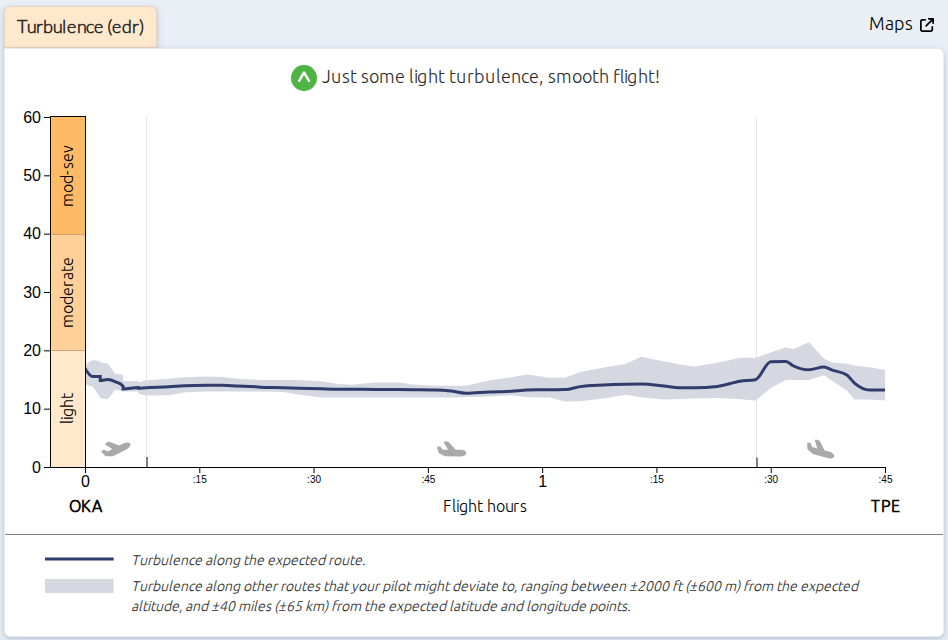 Turbulence (edr)
Maps
Just some light turbulence, smooth flight!
60
50
40
30
20
10
0
mod-sev
moderate
light
0 :15 :30 :45 1 :15 :30 :45
OKA Flight hours TPE
Turbulence along the expected route.
Turbulence along other routes that your pilot might deviate to, ranging between ±2000 ft (±600 m) from the expected
altitude, and ±40 miles (±65 km) from the expected latitude and longitude points.